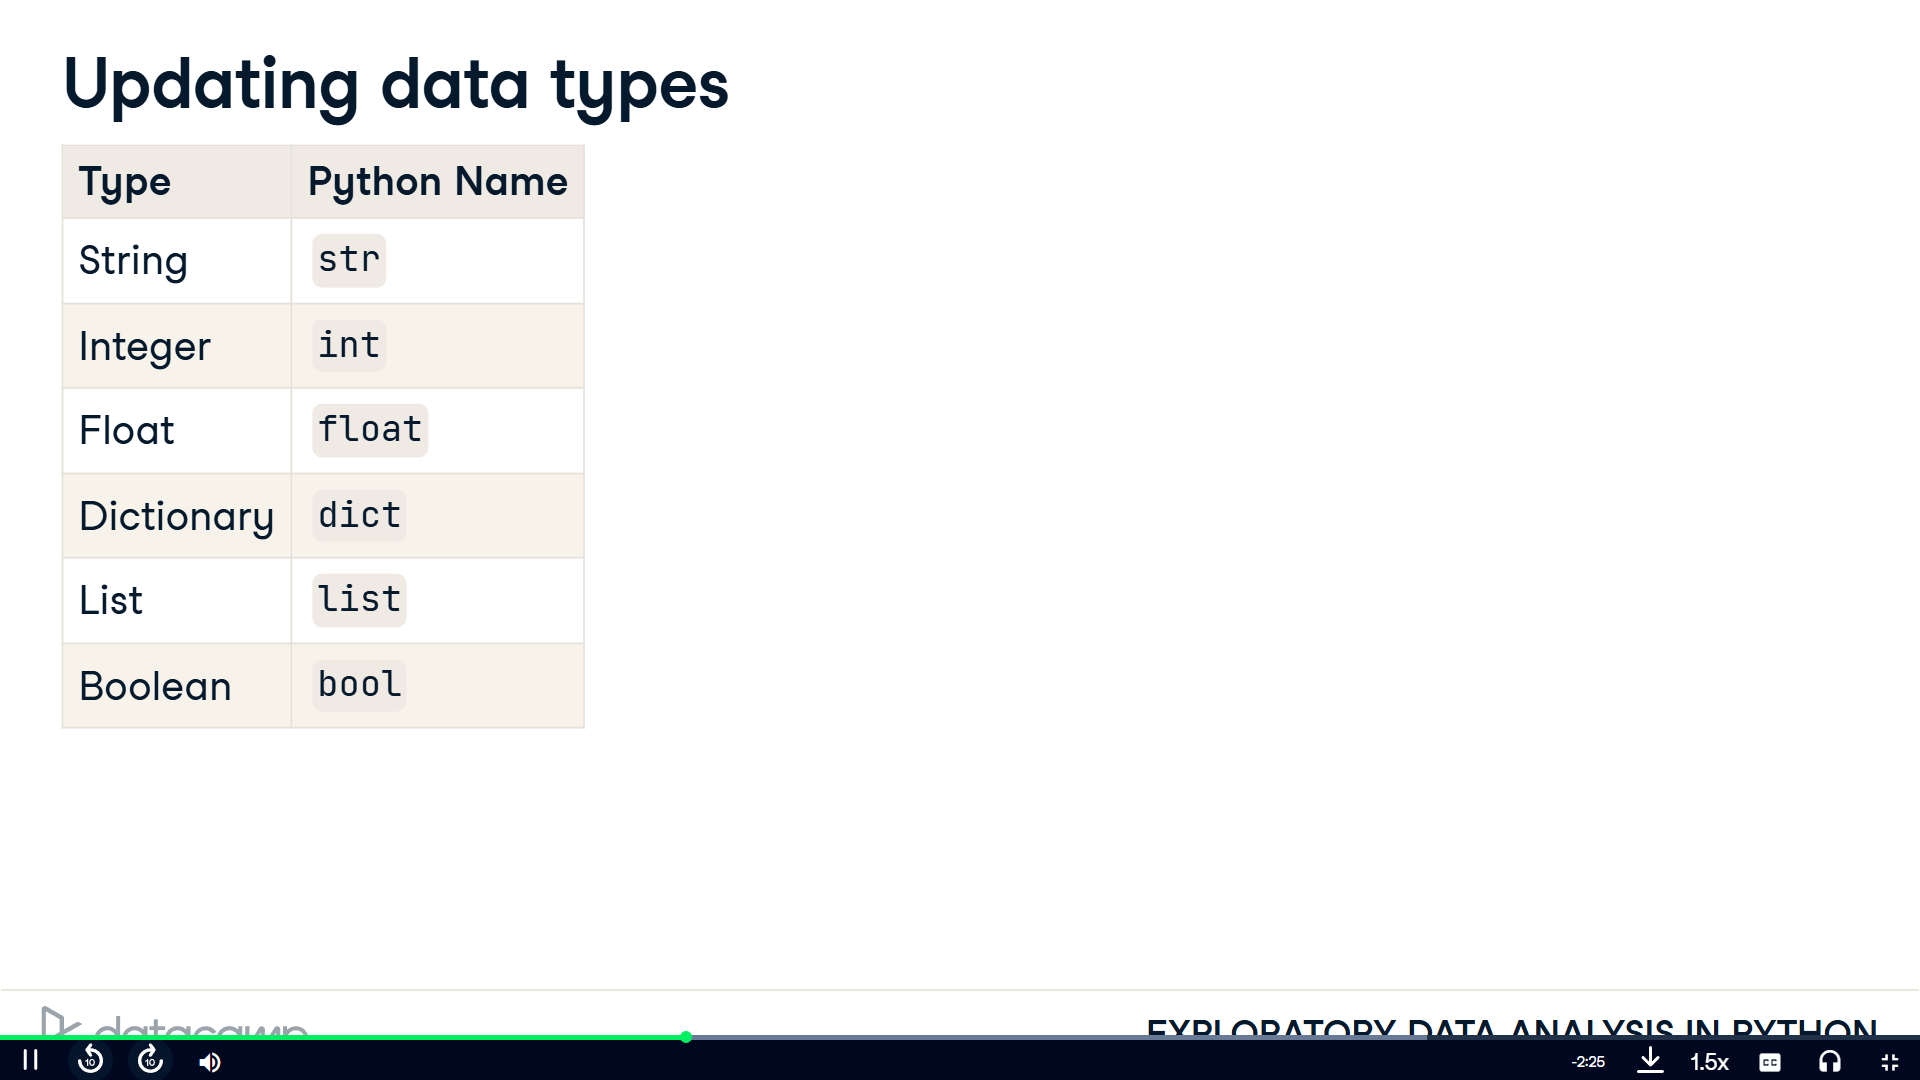 Updating data types
Type Python Name
String str
Integer int
Float float
Dictionary dict
List list
Boolean bool
datacamp EXPLORATORY DATA ANALYSIS IN PYTHON
10 10 -2:25 1.5x CC